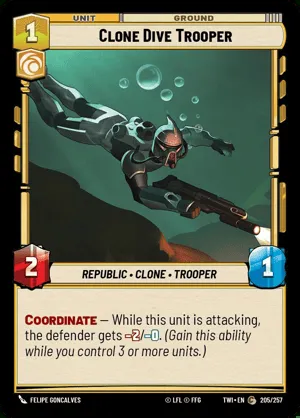 UNIT
GROUND
1
CLONE DIVE TROOPER
2
1
REPUBLIC • CLONE • TROOPER
COORDINATE — While this unit is attacking,
the defender gets -2/-0. (Gain this ability
while you control 3 or more units.)
FELIPE GONCALVES
© LFL © FFG
TWI • EN
C
205/257